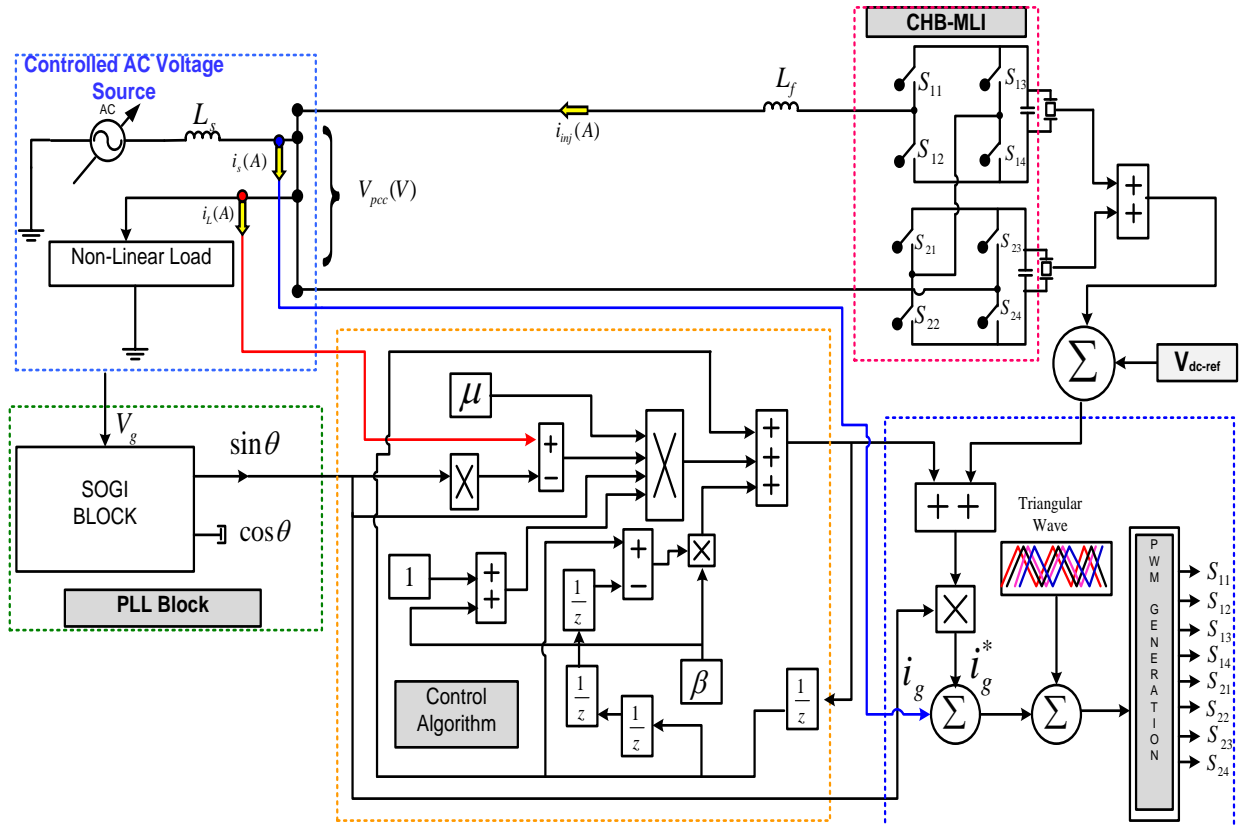 Controlled AC Voltage
Source
AC
L_s
i_s(A)
i_L(A)
Non-Linear Load
V_pcc(V)
i_inj(A)
L_f
CHB-MLI
S_11
S_13
S_12
S_14
S_21
S_23
S_22
S_24
+
+
Σ
V_dc-ref
V_g
SOGI
BLOCK
sinθ
cosθ
PLL Block
μ
×
+
−
×
+
+
+
1
+
+
+
−
×
1/z
1/z
1/z
β
1/z
Control
Algorithm
+ +
×
i_g
i_g^*
Σ
Triangular
Wave
Σ
PWM GENERATION
S_11
S_12
S_13
S_14
S_21
S_22
S_23
S_24